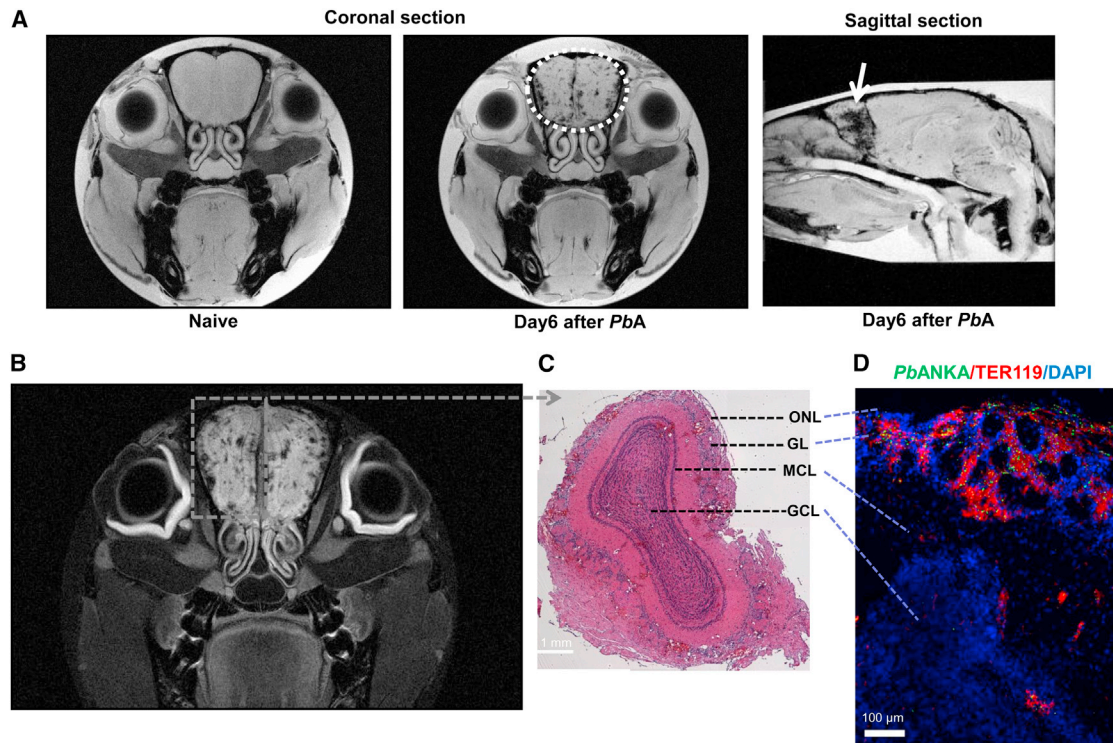 A
Coronal section
Sagittal section
Naive
Day6 after PbA
Day6 after PbA
B
C
D
PbANKA/TER119/DAPI
ONL
GL
MCL
GCL
1 mm
100 μm